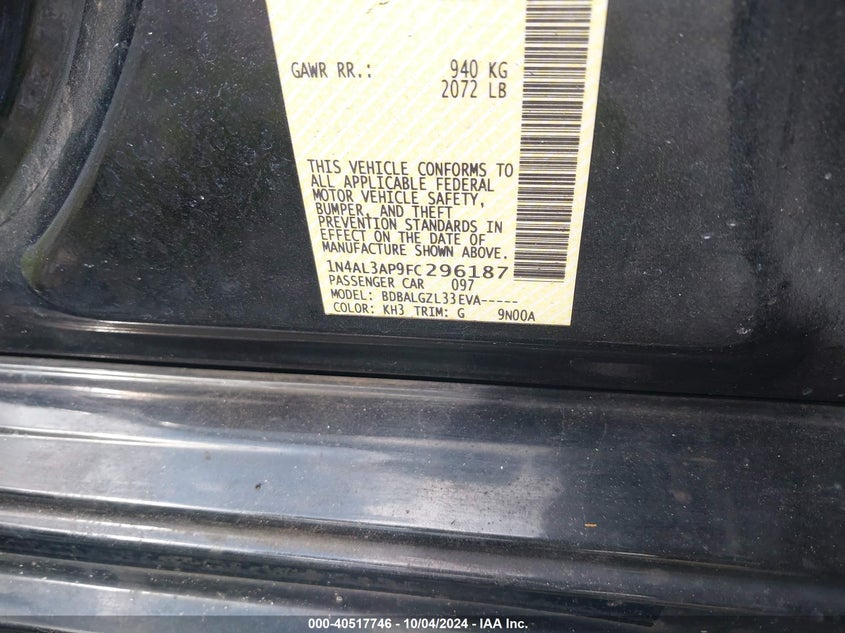 GAWR RR.: 940 KG
2072 LB
THIS VEHICLE CONFORMS TO
ALL APPLICABLE FEDERAL
MOTOR VEHICLE SAFETY,
BUMPER, AND THEFT
PREVENTION STANDARDS IN
EFFECT ON THE DATE OF
MANUFACTURE SHOWN ABOVE.
1N4AL3AP9FC296187
PASSENGER CAR 097
MODEL: BDBALGZL33EVA-----
COLOR: KH3 TRIM: G 9N00A
000-40517746 - 10/04/2024 - IAA Inc.